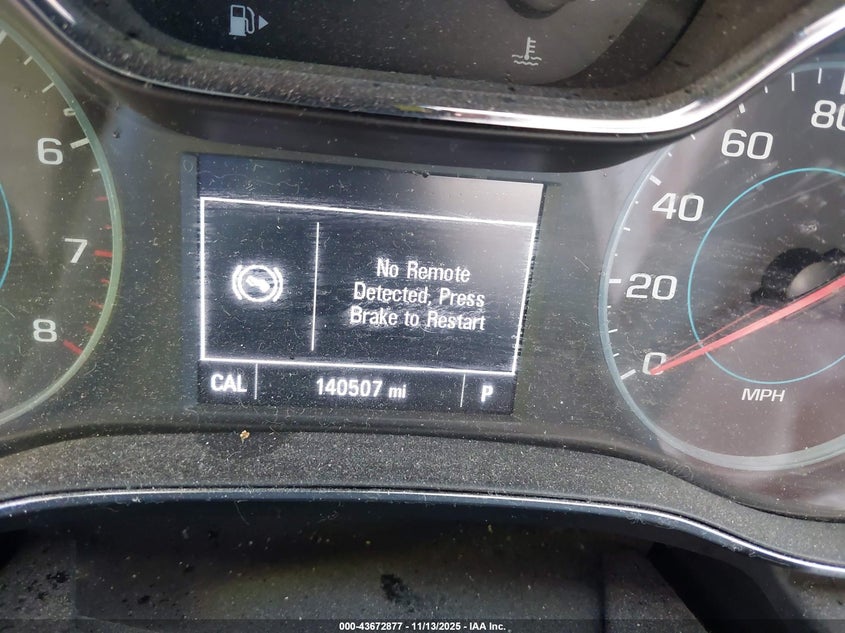 6
7
8
No Remote
Detected, Press
Brake to Restart
CAL 140507 mi P
80
60
40
20
0
MPH
000-43672877 - 11/13/2025 - IAA Inc.